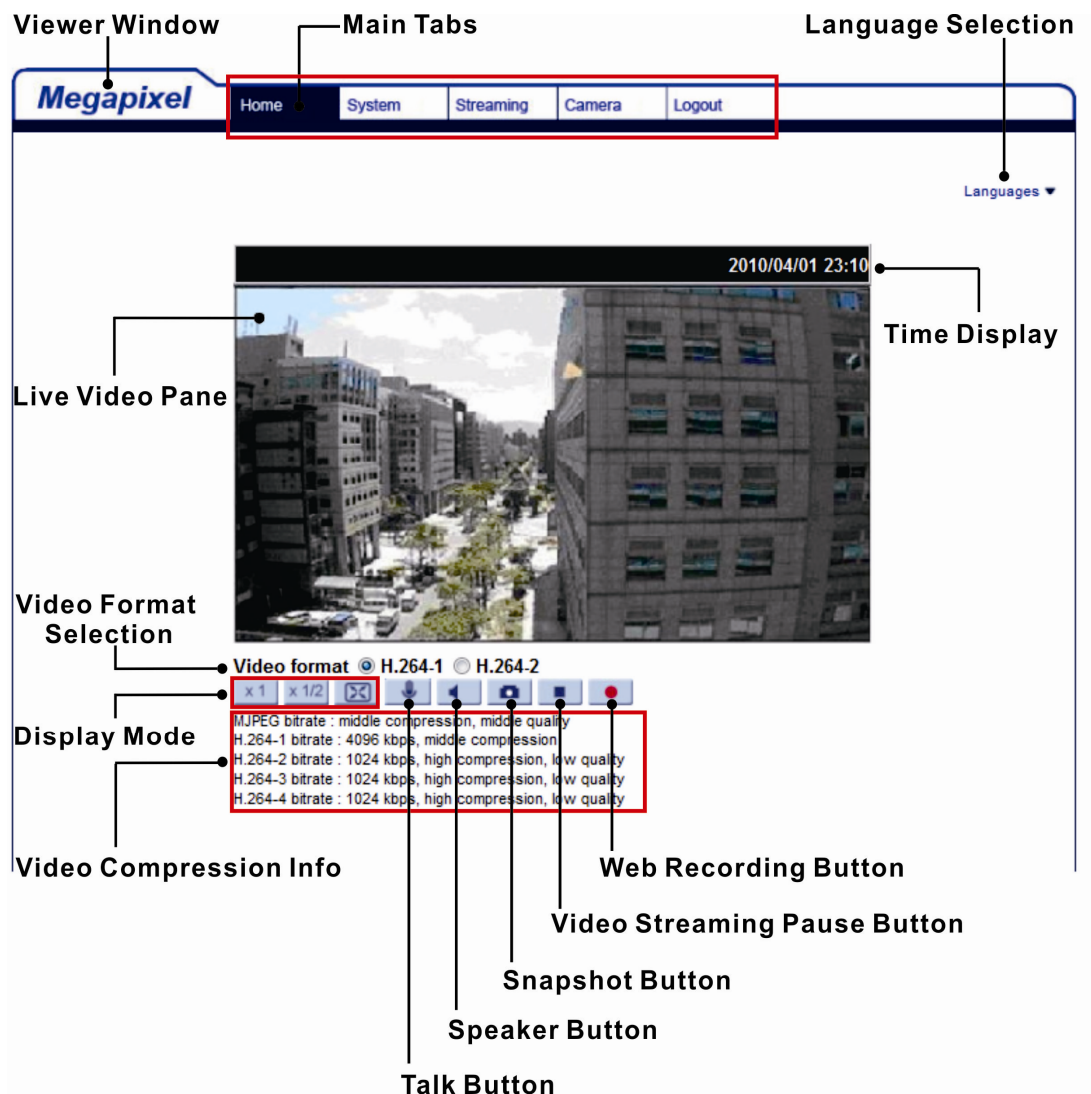 Viewer Window
Main Tabs
Language Selection
Megapixel
Home
System
Streaming
Camera
Logout
Languages
2010/04/01 23:10
Time Display
Live Video Pane
Video Format
Selection
Video format H.264-1 H.264-2
x 1
x 1/2
Display Mode
MJPEG bitrate : middle compression, middle quality
H.264-1 bitrate : 4096 kbps, middle compression
H.264-2 bitrate : 1024 kbps, high compression, low quality
H.264-3 bitrate : 1024 kbps, high compression, low quality
H.264-4 bitrate : 1024 kbps, high compression, low quality
Video Compression Info
Web Recording Button
Video Streaming Pause Button
Snapshot Button
Speaker Button
Talk Button